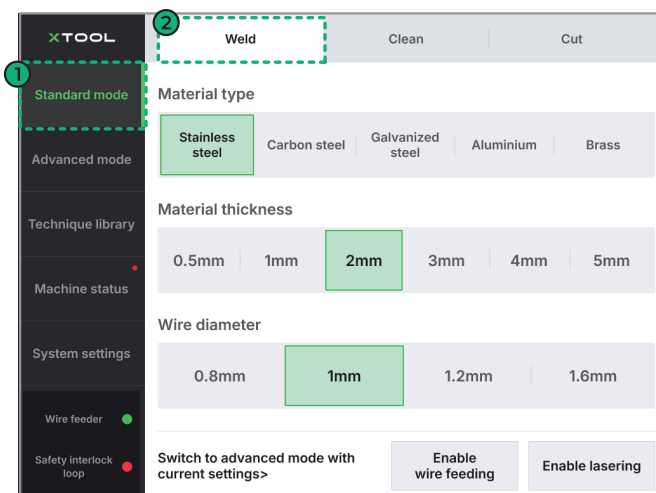 XTOOL
1
Standard mode
Advanced mode
Technique library
Machine status
System settings
Wire feeder
Safety interlock
loop
2
Weld
Clean
Cut
Material type
Stainless
steel
Carbon steel
Galvanized
steel
Aluminium
Brass
Material thickness
0.5mm
1mm
2mm
3mm
4mm
5mm
Wire diameter
0.8mm
1mm
1.2mm
1.6mm
Switch to advanced mode with
current settings>
Enable
wire feeding
Enable lasering